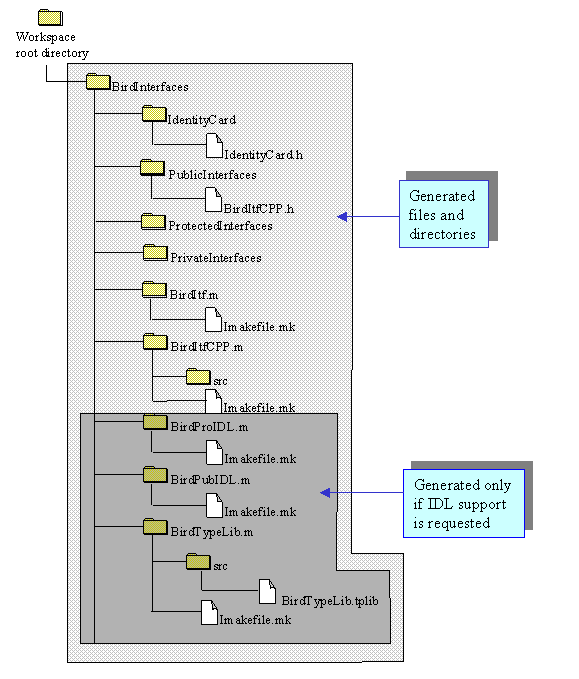 Workspace
root directory
BirdInterfaces
IdentityCard
IdentityCard.h
PublicInterfaces
BirdItfCPP.h
ProtectedInterfaces
PrivateInterfaces
BirdItf.m
Imakefile.mk
BirdItfCPP.m
src
Imakefile.mk
BirdProIDL.m
Imakefile.mk
BirdPubIDL.m
Imakefile.mk
BirdTypeLib.m
src
BirdTypeLib.tplib
Imakefile.mk
Generated
files and
directories
Generated only
if IDL support
is requested